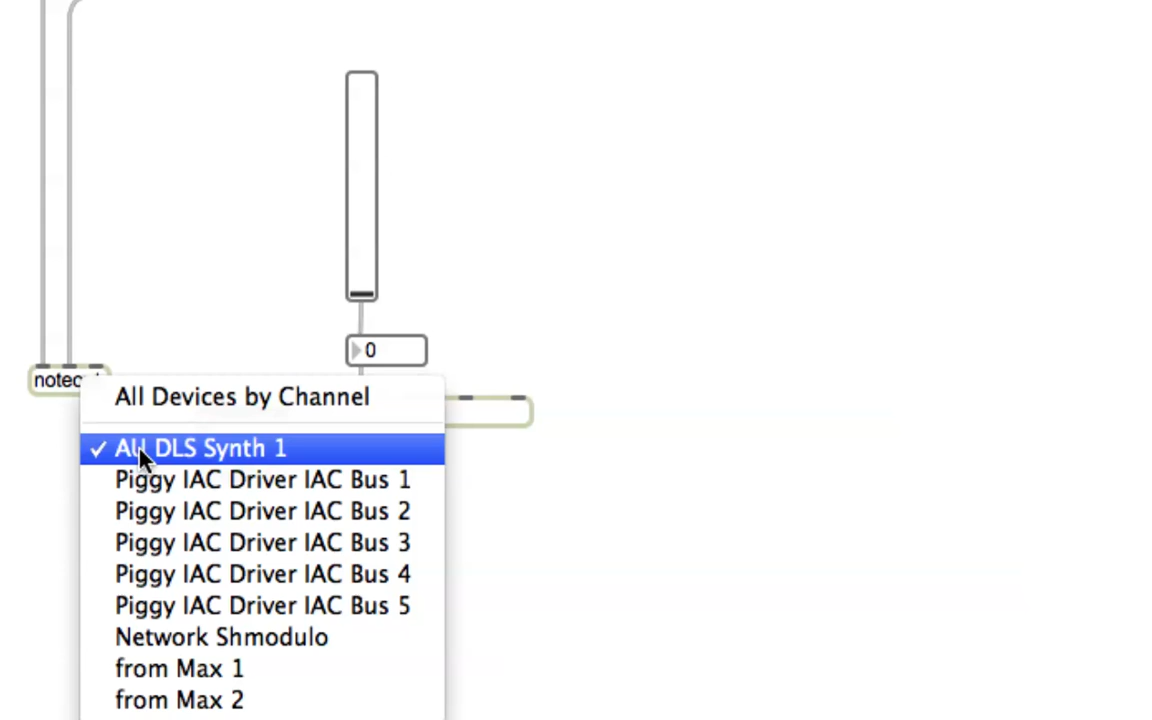 0
notec
All Devices by Channel
✓ AU DLS Synth 1
Piggy IAC Driver IAC Bus 1
Piggy IAC Driver IAC Bus 2
Piggy IAC Driver IAC Bus 3
Piggy IAC Driver IAC Bus 4
Piggy IAC Driver IAC Bus 5
Network Shmodulo
from Max 1
from Max 2